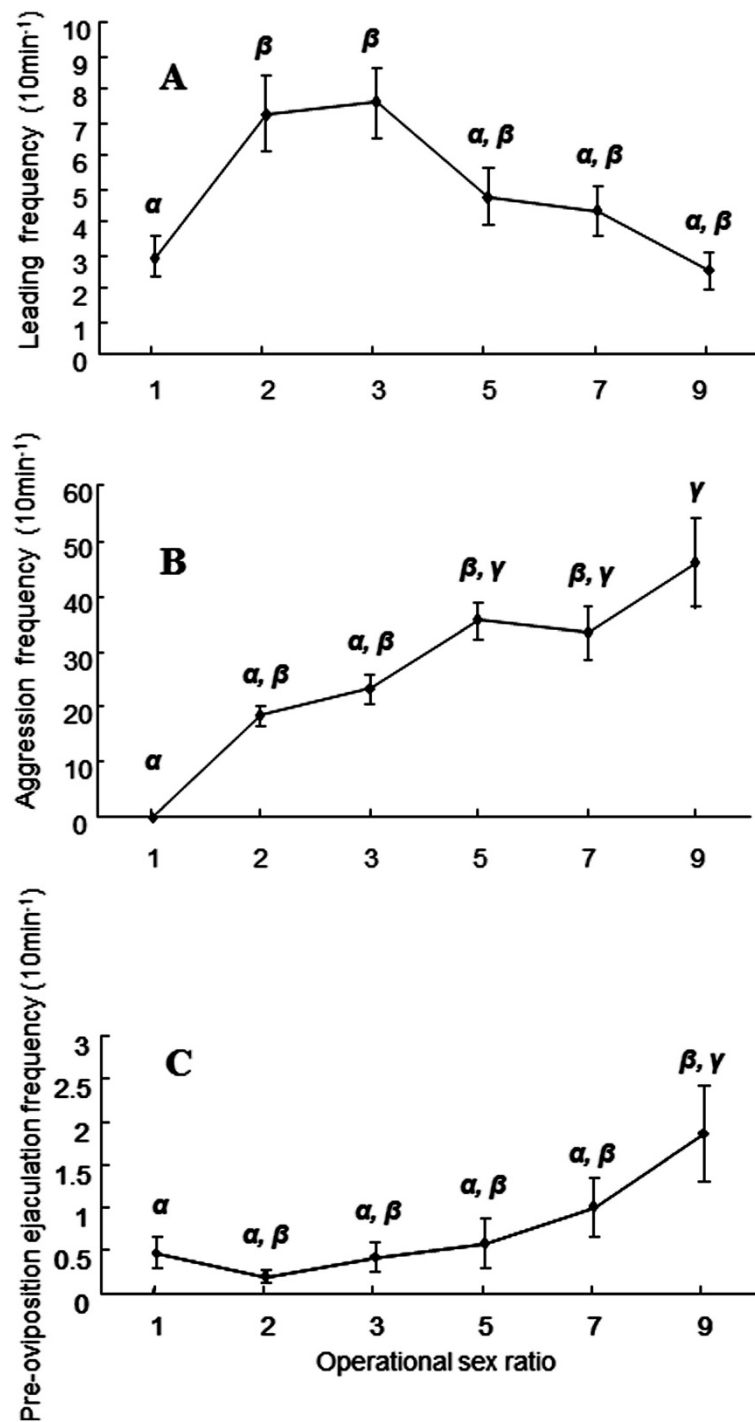 Leading frequency (10min-1)
10
9
8
7
6
5
4
3
2
1
0
A
α
β
β
α, β
α, β
α, β
1 2 3 5 7 9
Aggression frequency (10min-1)
60
50
40
30
20
10
0
B
α
α, β
α, β
β, γ
β, γ
γ
1 2 3 5 7 9
Pre-oviposition ejaculation frequency (10min-1)
3
2.5
2
1.5
1
0.5
0
C
α
α, β
α, β
α, β
α, β
β, γ
1 2 3 5 7 9
Operational sex ratio